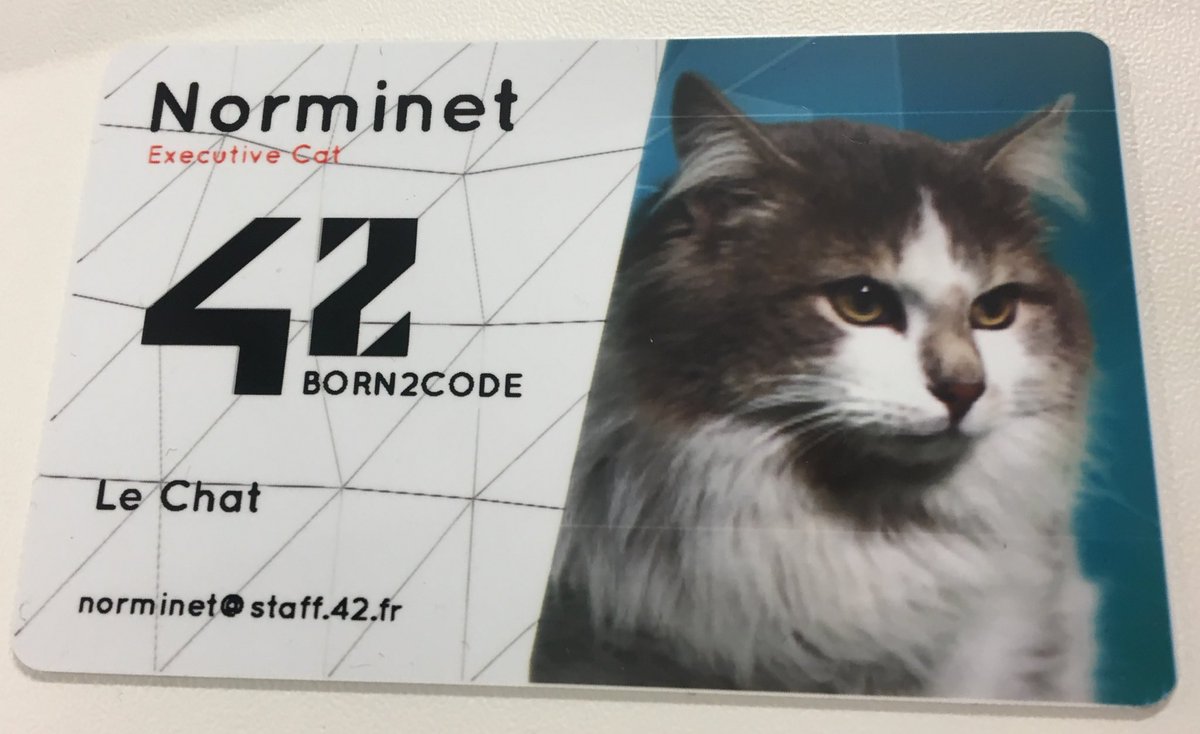 Norminet
Executive Cat
42
BORN2CODE
Le Chat
norminet@staff.42.fr